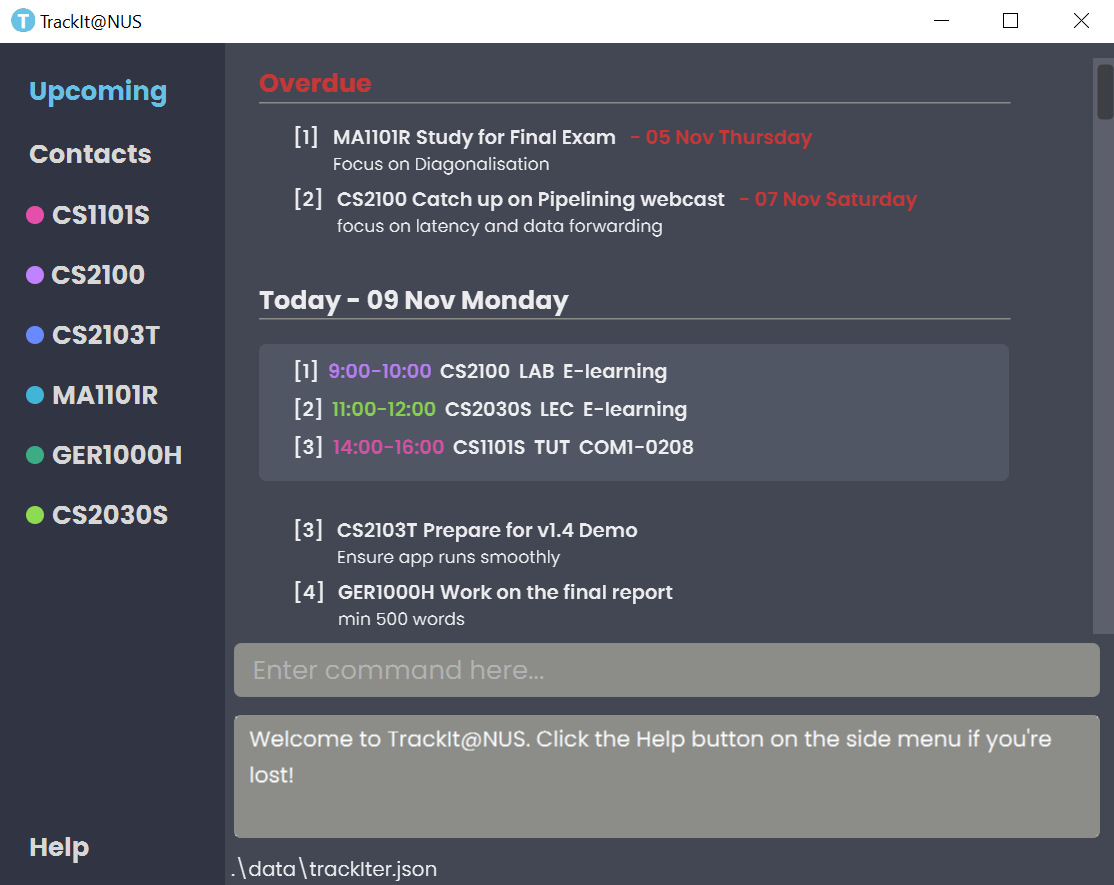 T TrackIt@NUS
Upcoming
Contacts
CS1101S
CS2100
CS2103T
MA1101R
GER1000H
CS2030S
Help
Overdue
[1] MA1101R Study for Final Exam - 05 Nov Thursday
Focus on Diagonalisation
[2] CS2100 Catch up on Pipelining webcast - 07 Nov Saturday
focus on latency and data forwarding
Today - 09 Nov Monday
[1] 9:00-10:00 CS2100 LAB E-learning
[2] 11:00-12:00 CS2030S LEC E-learning
[3] 14:00-16:00 CS1101S TUT COM1-0208
[3] CS2103T Prepare for v1.4 Demo
Ensure app runs smoothly
[4] GER1000H Work on the final report
min 500 words
Enter command here...
Welcome to TrackIt@NUS. Click the Help button on the side menu if you're
lost!
.\data\trackIter.json